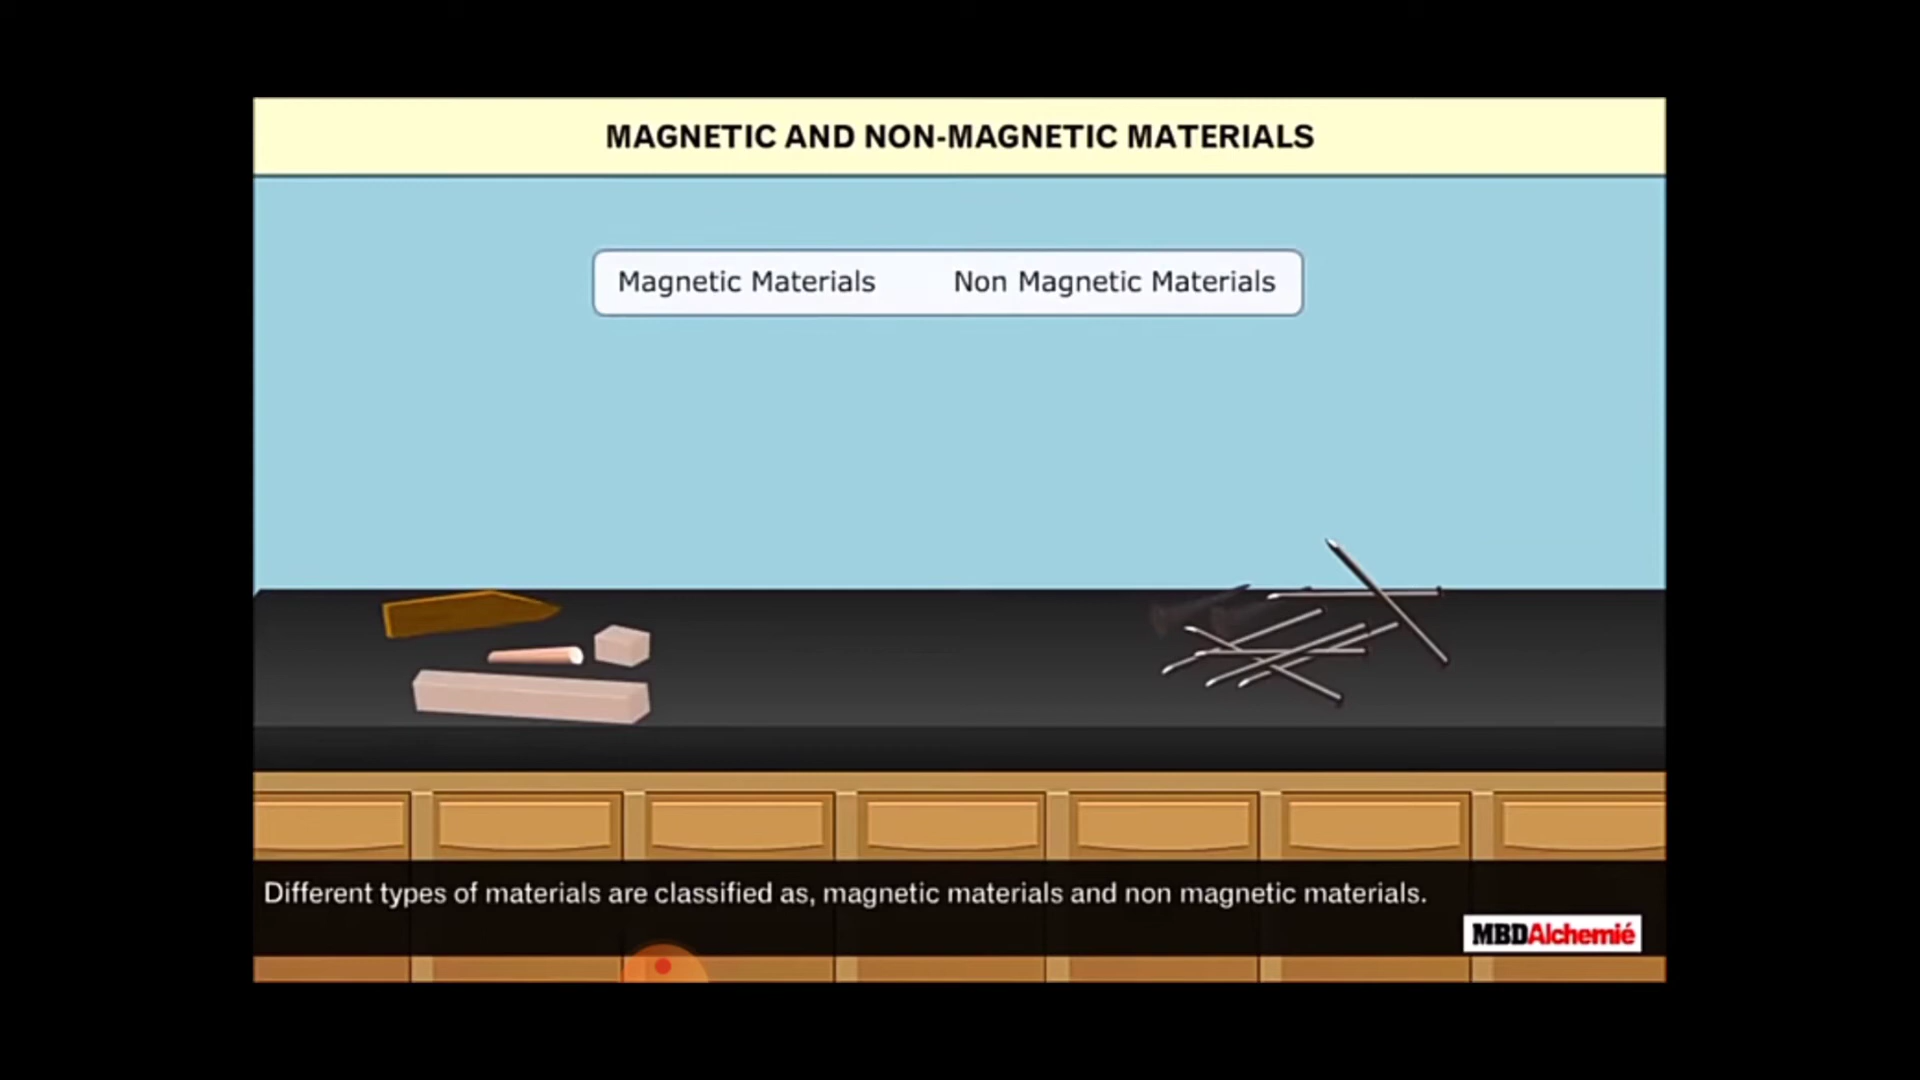 MAGNETIC AND NON-MAGNETIC MATERIALS
Magnetic Materials Non Magnetic Materials
Different types of materials are classified as, magnetic materials and non magnetic materials.
MBDAlchemié